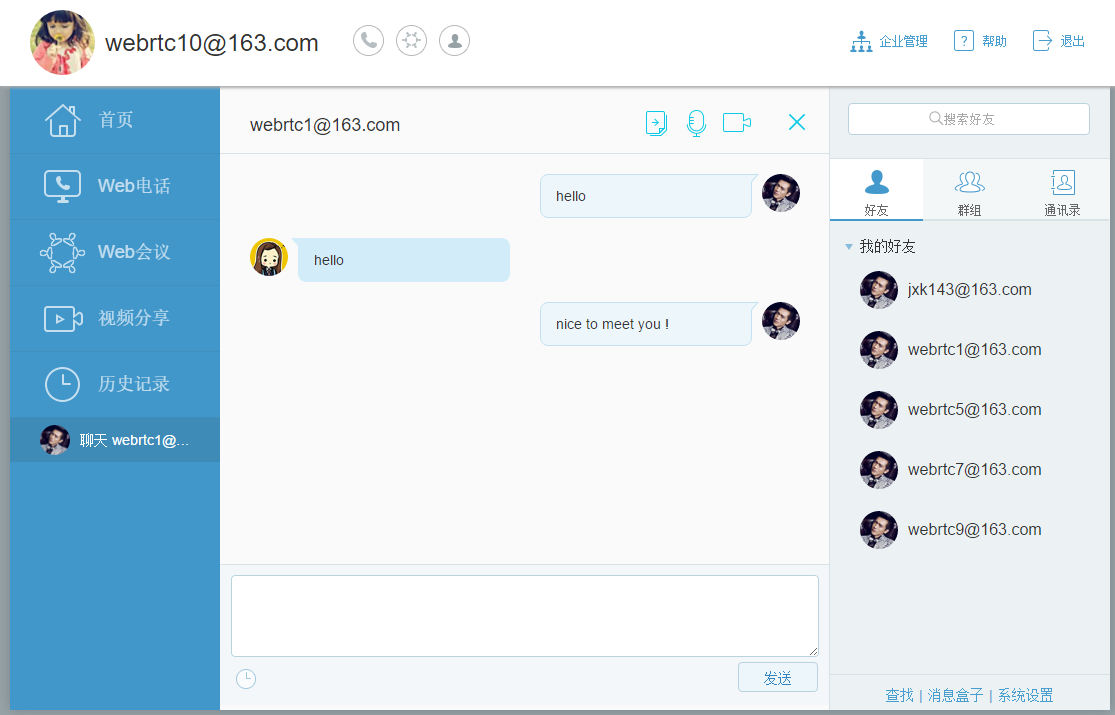 webrtc10@163.com
企业管理
? 帮助
退出
首页
Web电话
Web会议
视频分享
历史记录
聊天 webrtc1@...
webrtc1@163.com
hello
hello
nice to meet you !
发送
搜索好友
好友
群组
通讯录
我的好友
jxk143@163.com
webrtc1@163.com
webrtc5@163.com
webrtc7@163.com
webrtc9@163.com
查找 | 消息盒子 | 系统设置